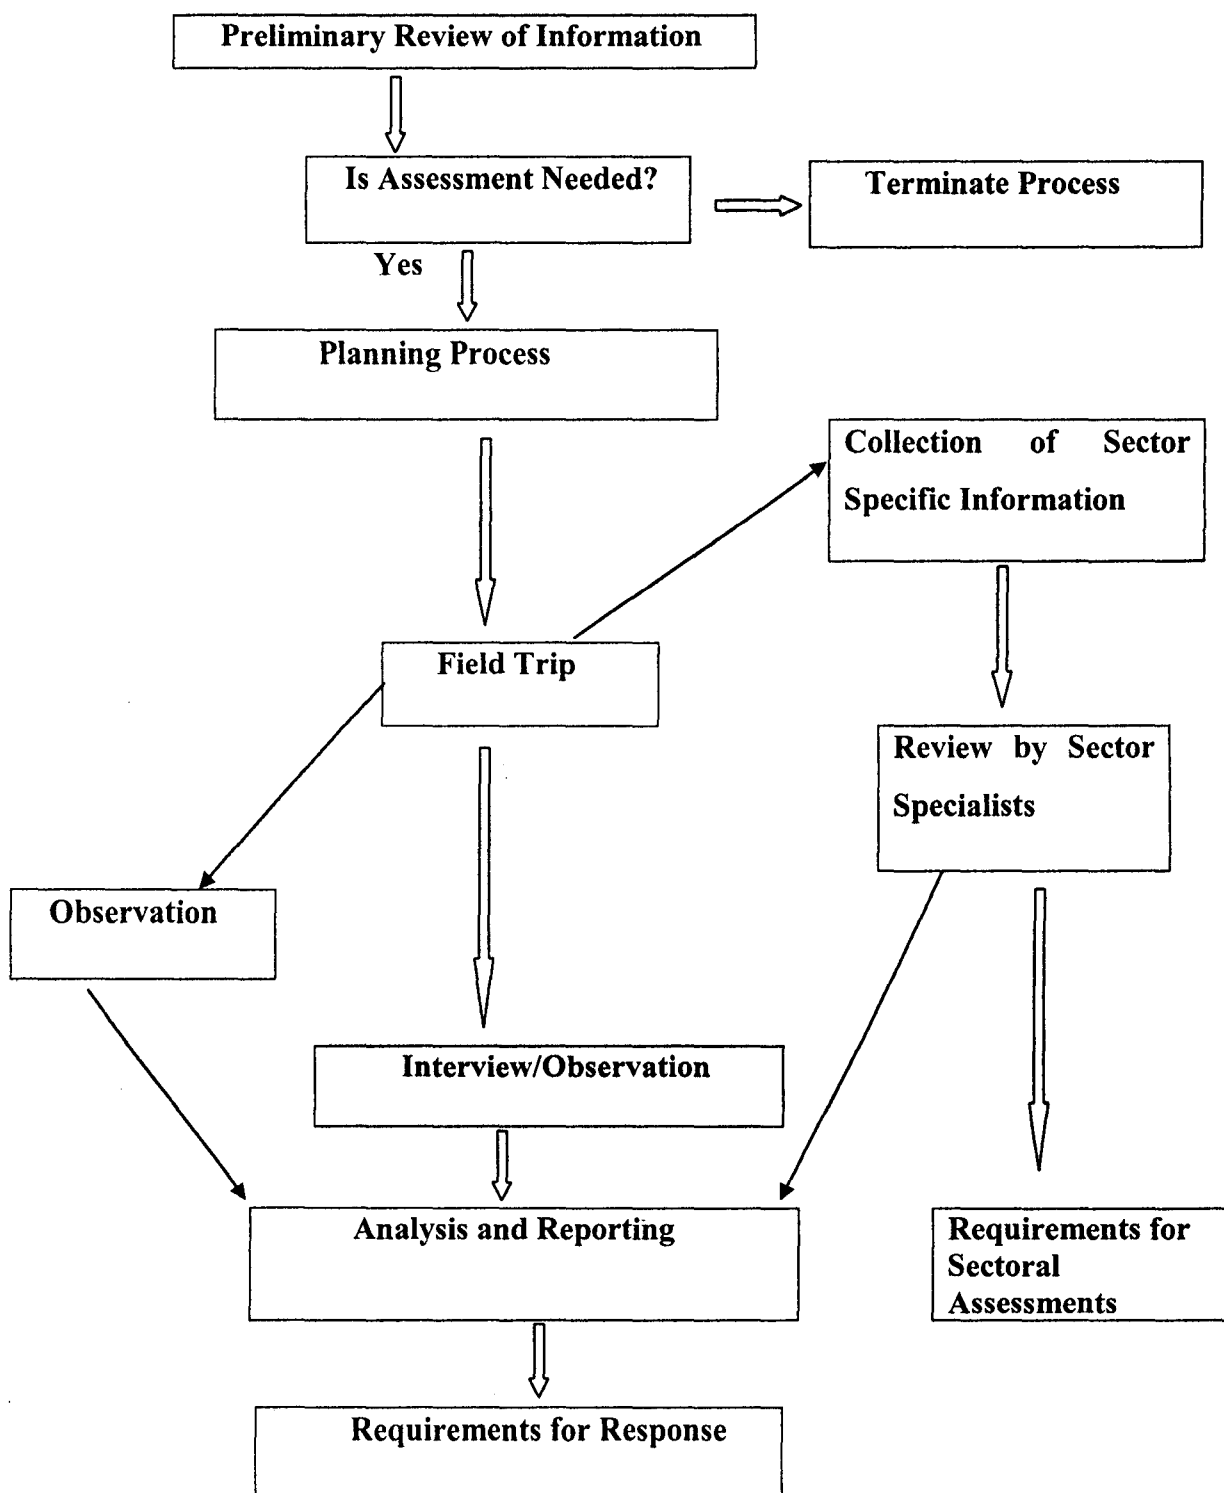 Preliminary Review of Information
Is Assessment Needed?
Terminate Process
Yes
Planning Process
Collection of Sector
Specific Information
Field Trip
Review by Sector
Specialists
Observation
Interview/Observation
Analysis and Reporting
Requirements for
Sectoral
Assessments
Requirements for Response